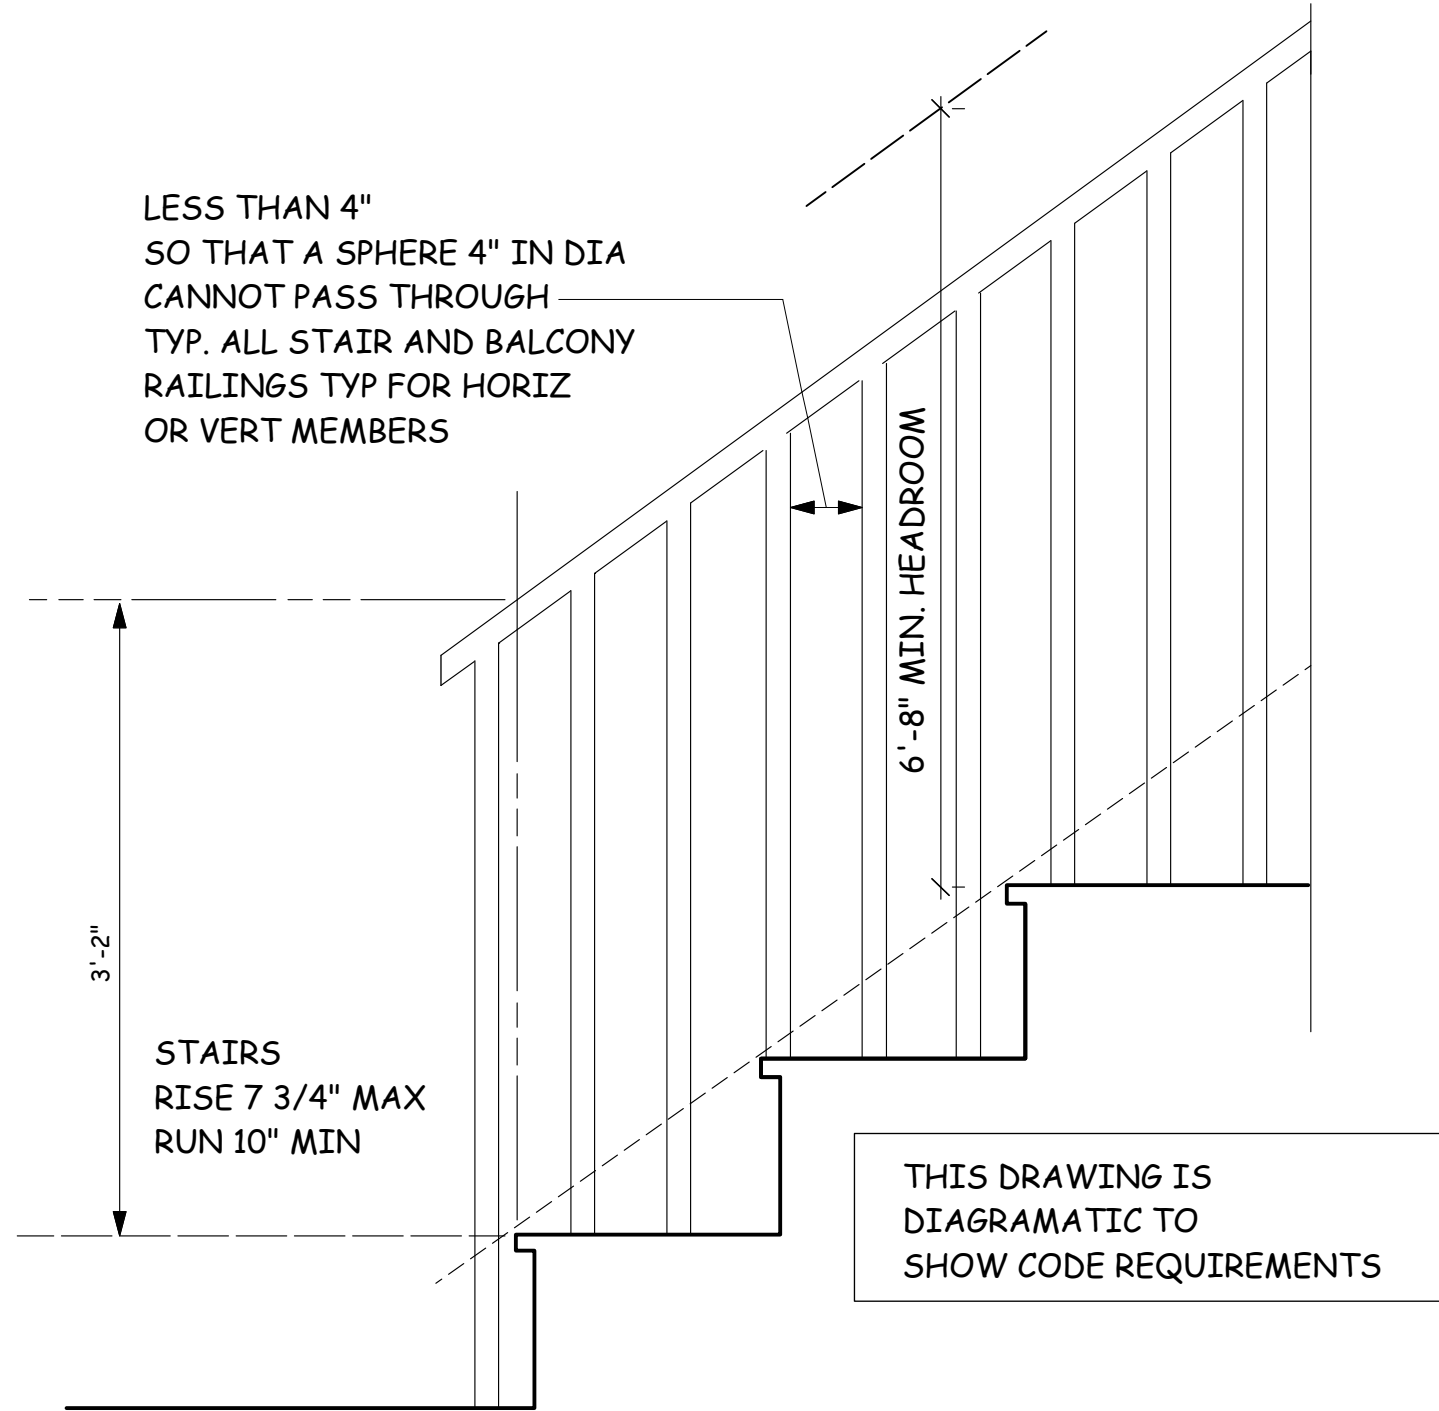 LESS THAN 4"
SO THAT A SPHERE 4" IN DIA
CANNOT PASS THROUGH
TYP. ALL STAIR AND BALCONY
RAILINGS TYP FOR HORIZ
OR VERT MEMBERS
6'-8" MIN. HEADROOM
3'-2"
STAIRS
RISE 7 3/4" MAX
RUN 10" MIN
THIS DRAWING IS
DIAGRAMATIC TO
SHOW CODE REQUIREMENTS